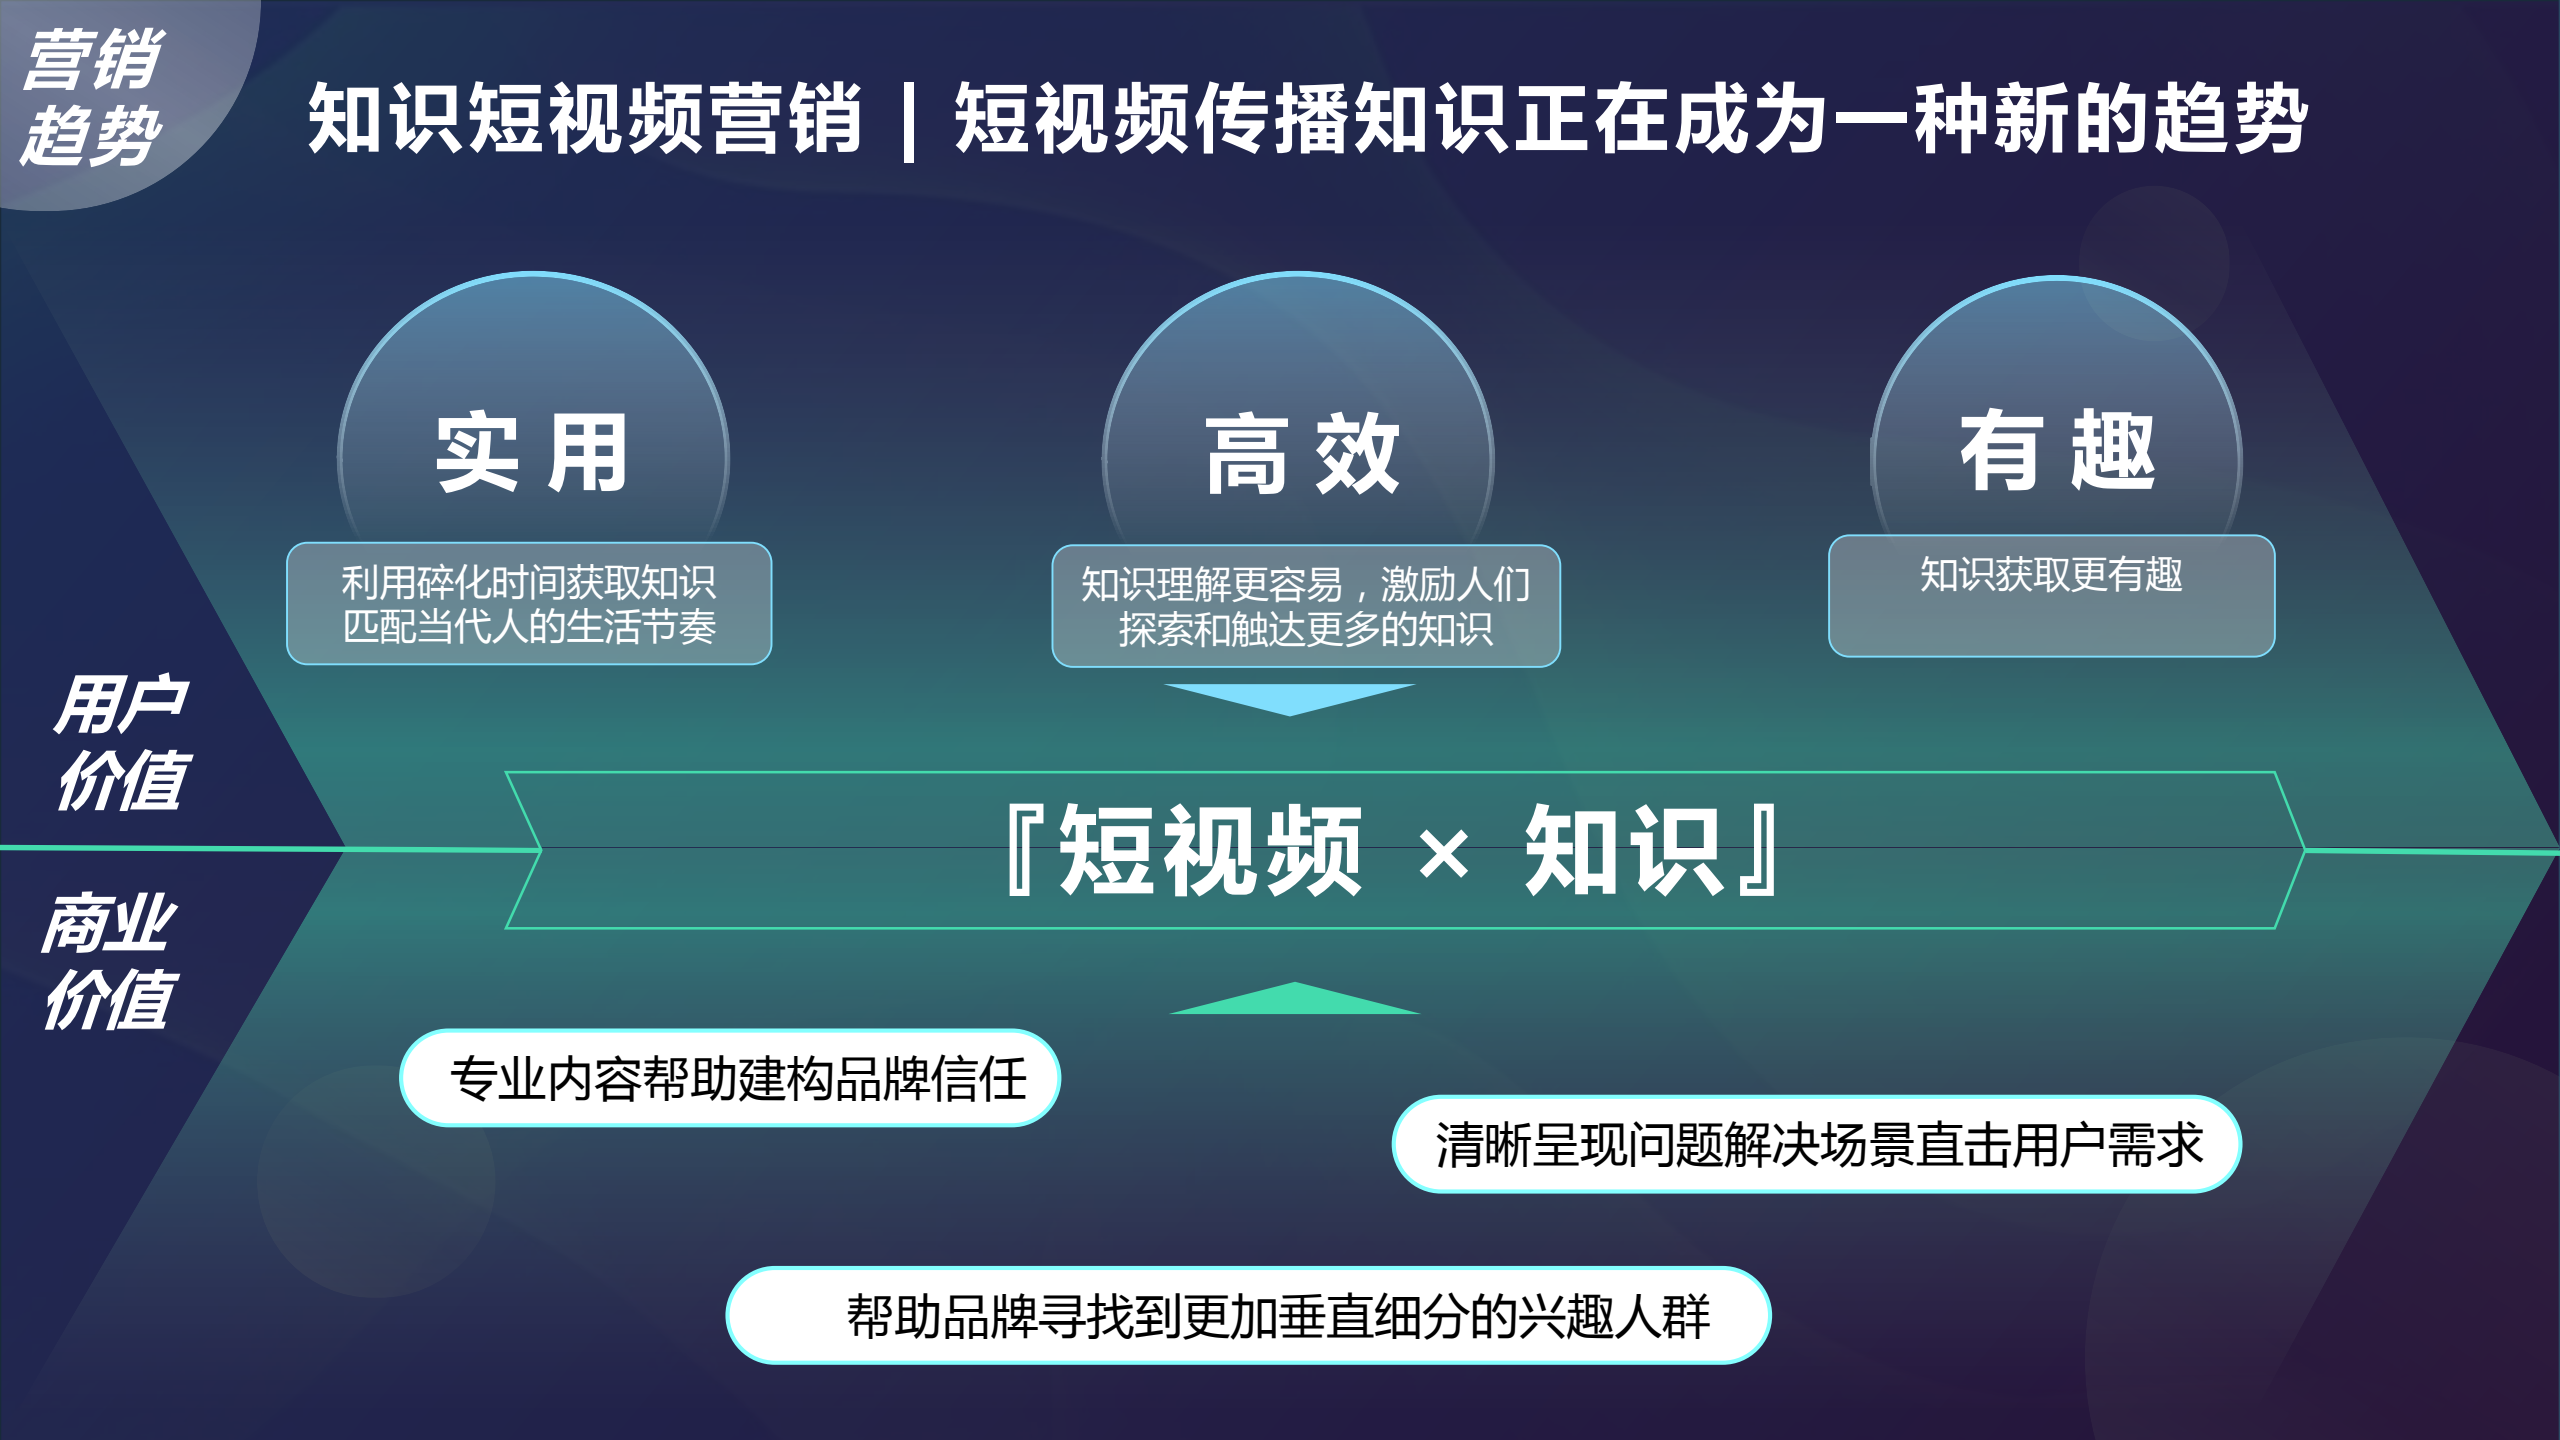 营销
趋势
知识短视频营销 | 短视频传播知识正在成为一种新的趋势
实用
利用碎化时间获取知识
匹配当代人的生活节奏
高效
知识理解更容易，激励人们
探索和触达更多的知识
有趣
知识获取更有趣
用户
价值
『短视频 × 知识』
商业
价值
专业内容帮助建构品牌信任
清晰呈现问题解决场景直击用户需求
帮助品牌寻找到更加垂直细分的兴趣人群